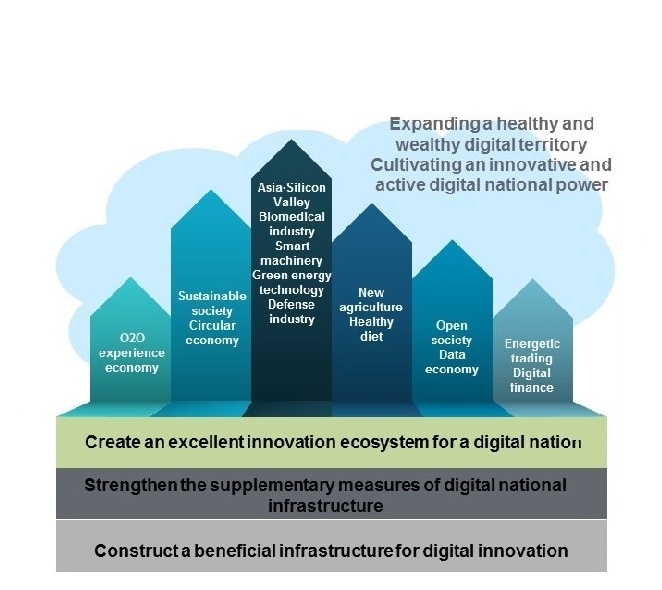 Expanding a healthy and
wealthy digital territory
Cultivating an innovative and
active digital national power
O2O
experience
economy
Sustainable
society
Circular
economy
Asia·Silicon
Valley
Biomedical
industry
Smart
machinery
Green energy
technology
Defense
industry
New
agriculture
Healthy
diet
Open
society
Data
economy
Energetic
trading
Digital
finance
Create an excellent innovation ecosystem for a digital nation
Strengthen the supplementary measures of digital national
infrastructure
Construct a beneficial infrastructure for digital innovation